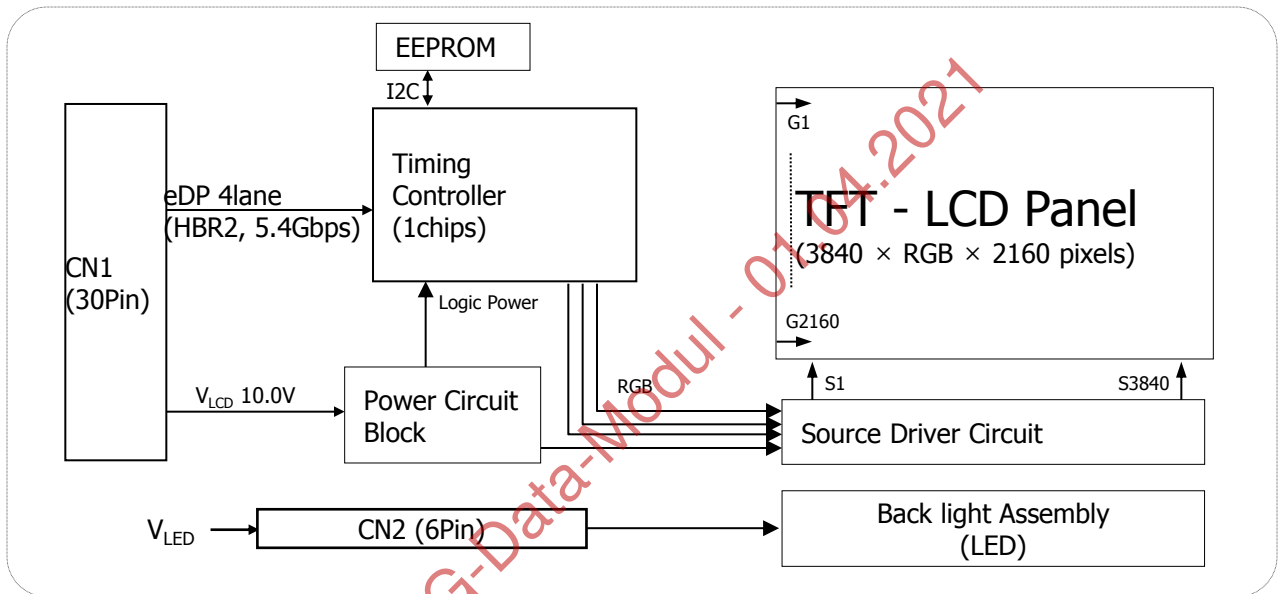 EEPROM
I2C
Timing
Controller
(1chips)
eDP 4lane
(HBR2, 5.4Gbps)
CN1
(30Pin)
Logic Power
V_LCD 10.0V
Power Circuit
Block
RGB
G1
TFT - LCD Panel
(3840 × RGB × 2160 pixels)
G2160
S1
S3840
Source Driver Circuit
V_LED
CN2 (6Pin)
Back light Assembly
(LED)
G-Data-Modul - 01.04.2021